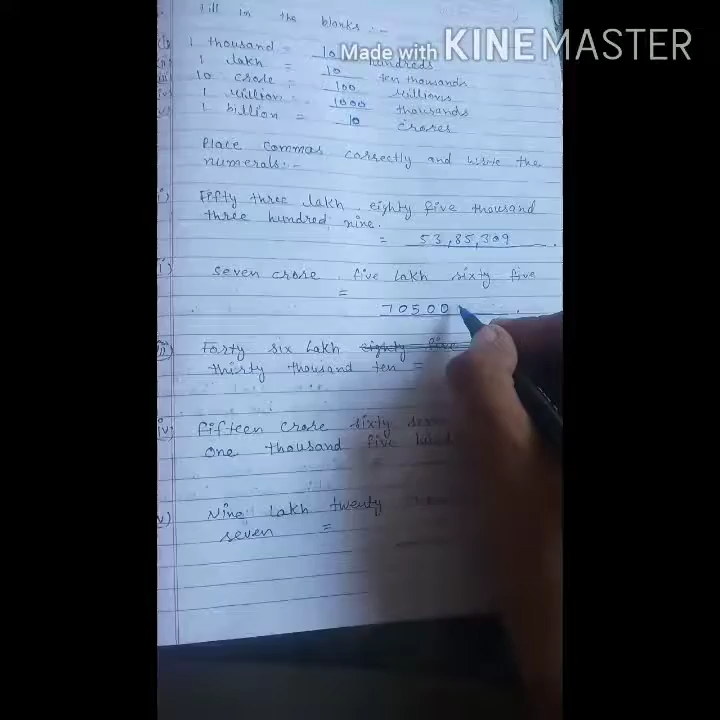 Fill in the blanks :-
1 thousand = 10 hundreds
Made with KINEMASTER
1 lakh = 10 ten thousands
10 crore = 100 millions
1 million = 1000 thousands
1 billion = 10 crores
Place commas correctly and write the
numerals:-
Fifty three lakh eighty five thousand
three hundred nine.
= 53,85,309
seven crore five lakh sixty five
=
70500
iii) Forty six lakh
thirty thousand ten =
iv) Fifteen crore sixty
one thousand five
v) Nine lakh twenty
seven =